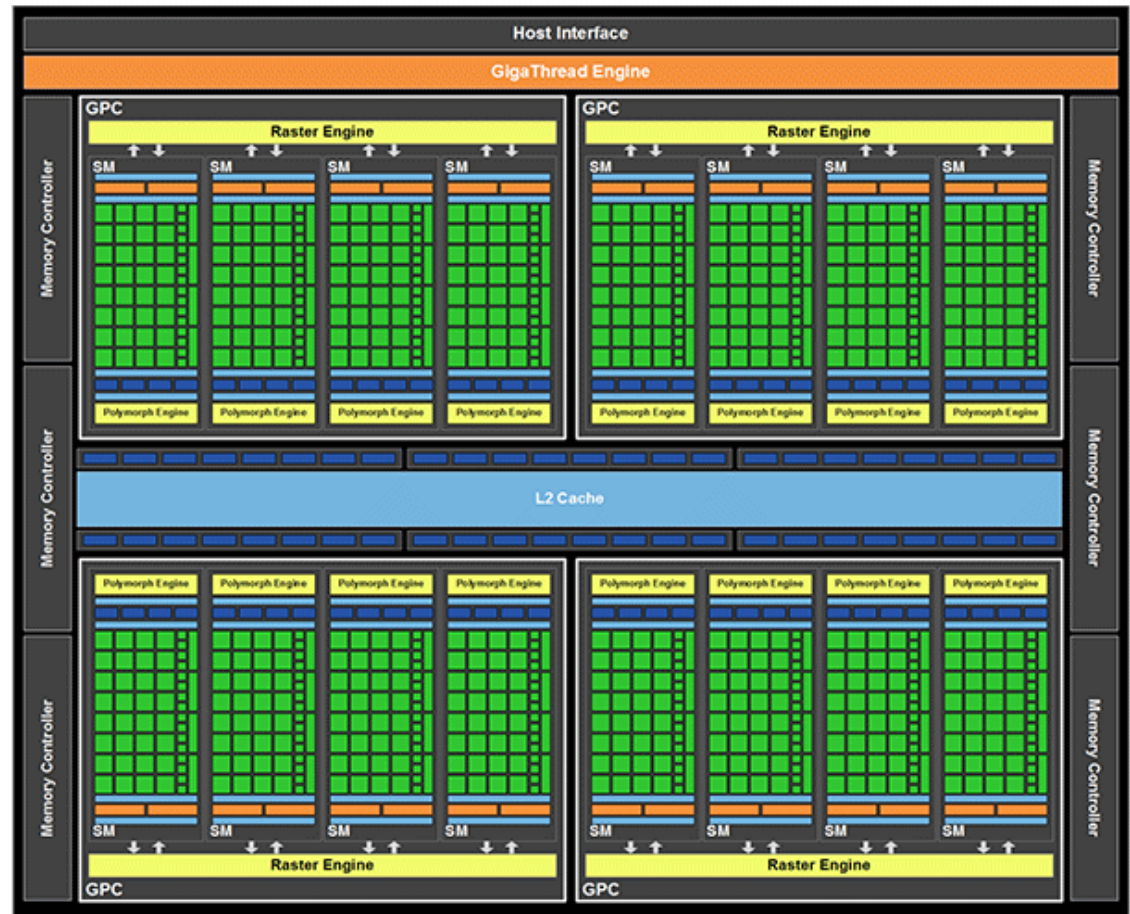 Host Interface
GigaThread Engine
GPC
GPC
Raster Engine
Raster Engine
SM
SM
SM
SM
SM
SM
SM
SM
Memory Controller
Memory Controller
Polymorph Engine
Polymorph Engine
Polymorph Engine
Polymorph Engine
Polymorph Engine
Polymorph Engine
Polymorph Engine
Polymorph Engine
Memory Controller
L2 Cache
Memory Controller
Polymorph Engine
Polymorph Engine
Polymorph Engine
Polymorph Engine
Polymorph Engine
Polymorph Engine
Polymorph Engine
Polymorph Engine
Memory Controller
Memory Controller
SM
SM
SM
SM
SM
SM
SM
SM
Raster Engine
Raster Engine
GPC
GPC